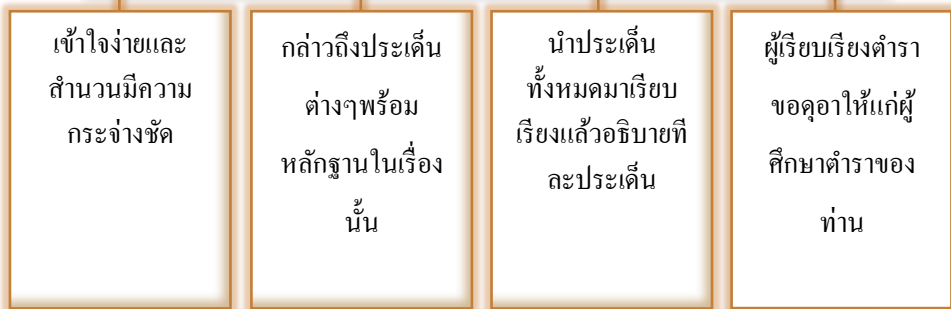 เข้าใจง่ายและ
สำนวนมีความ
กระจ่างชัด
กล่าวถึงประเด็น
ต่างๆพร้อม
หลักฐานในเรื่อง
นั้น
นำประเด็น
ทั้งหมดมาเรียบ
เรียงแล้วอธิบายที
ละประเด็น
ผู้เรียบเรียงตำรา
ขอดุอาให้แก่ผู้
ศึกษาตำราของ
ท่าน